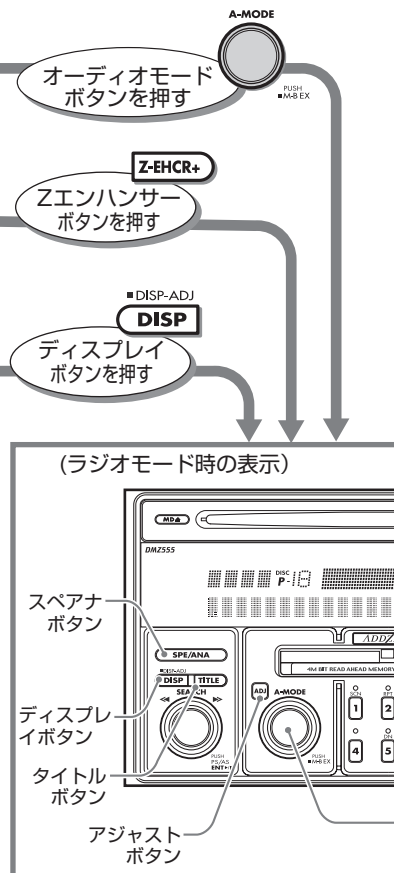 A-MODE
オーディオモード
ボタンを押す
PUSH
■M-B EX
Z-EHCR+
Zエンハンサー
ボタンを押す
■DISP-ADJ
DISP
ディスプレイ
ボタンを押す
(ラジオモード時の表示)
MD
DMZ555
DISC
P-18
スペアナ
ボタン
SPE/ANA
ADDZ
4M BIT READ AHEAD MEMORY
■DISP-ADJ
DISP TITLE
SEARCH
ADJ A-MODE
SCN RPT
1 2
ディスプレ
イボタン
DN
4 5
PUSH
PS/AS
ENT
PUSH
■M-B EX
タイトル
ボタン
アジャスト
ボタン